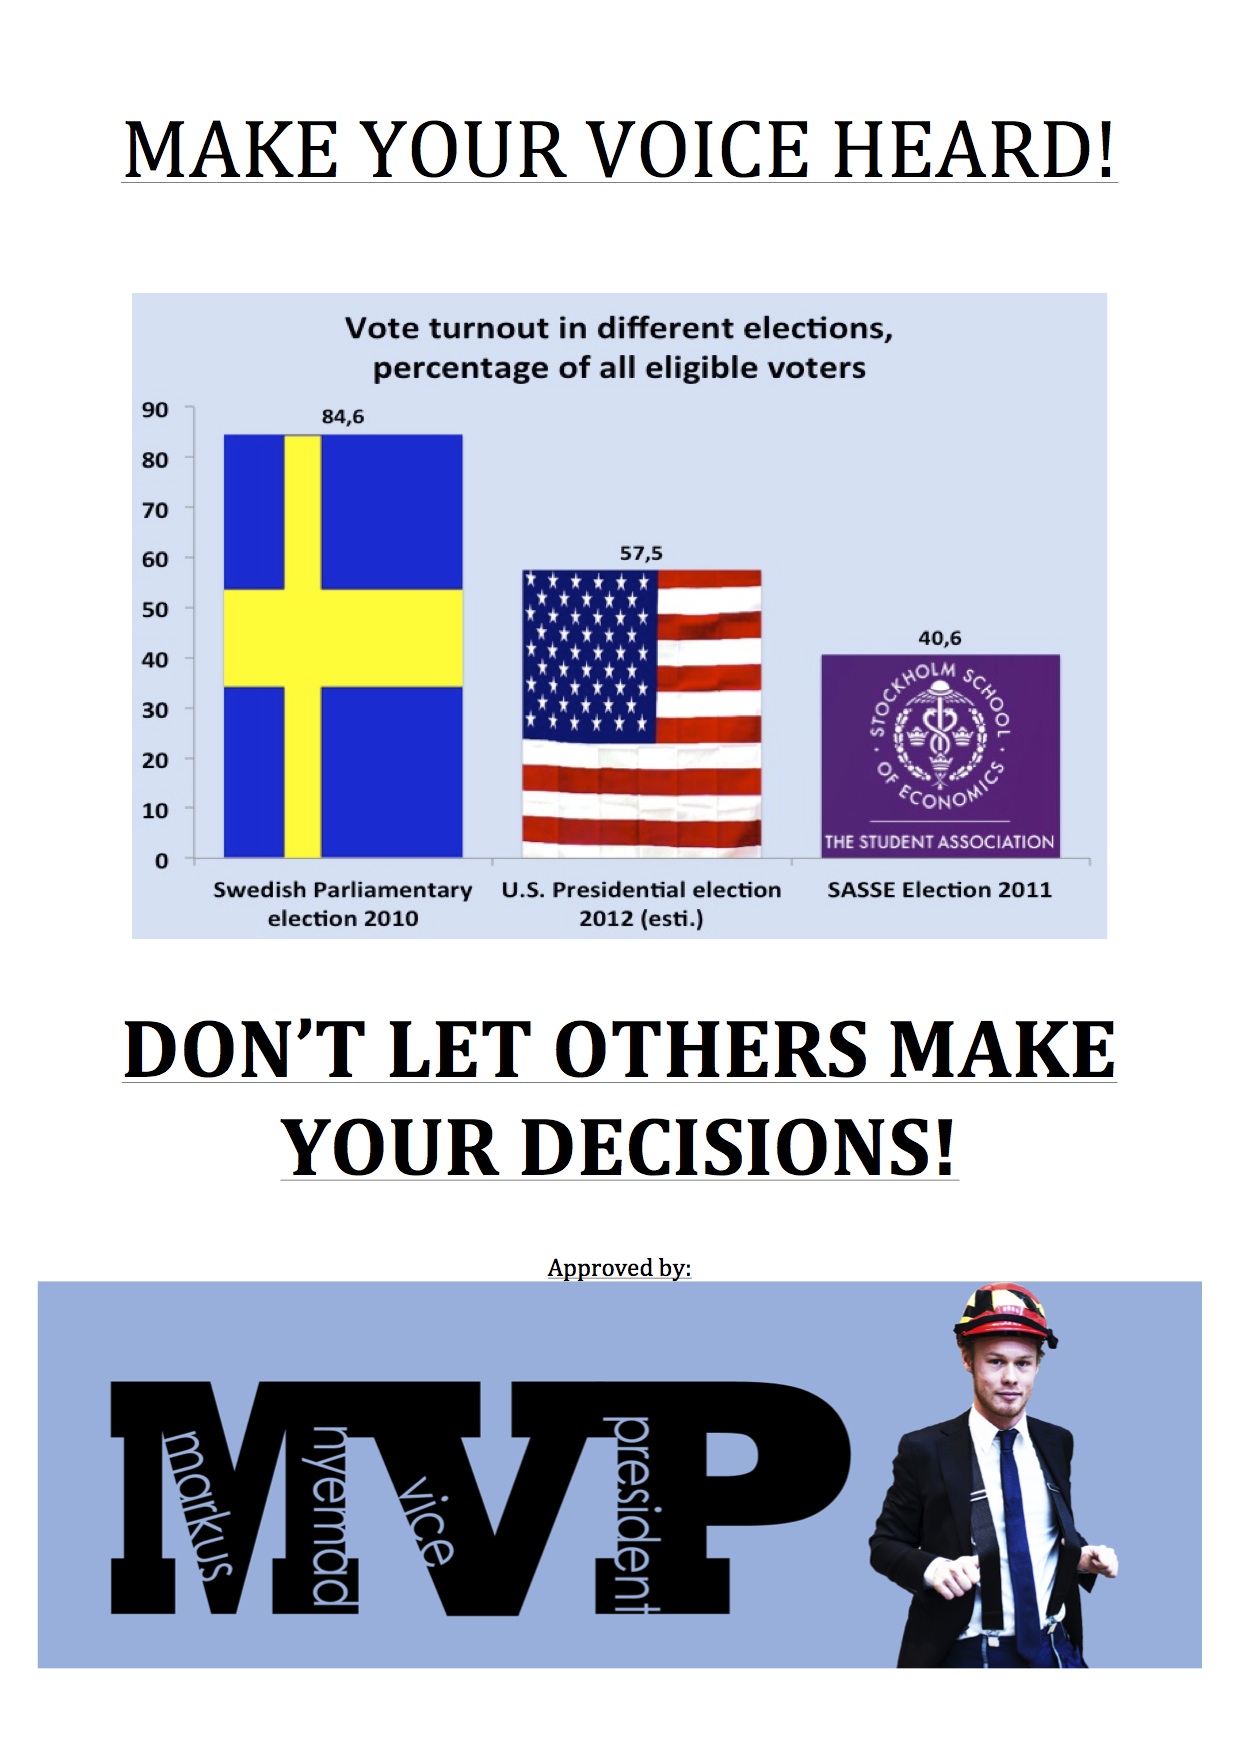 MAKE YOUR VOICE HEARD!
Vote turnout in different elections,
percentage of all eligible voters
90
80
70
60
50
40
30
20
10
0
84,6
57,5
40,6
STOCKHOLM SCHOOL
OF ECONOMICS
THE STUDENT ASSOCIATION
Swedish Parliamentary
election 2010
U.S. Presidential election
2012 (esti.)
SASSE Election 2011
DON’T LET OTHERS MAKE
YOUR DECISIONS!
Approved by:
MVP
markus
nyemad
vice
president